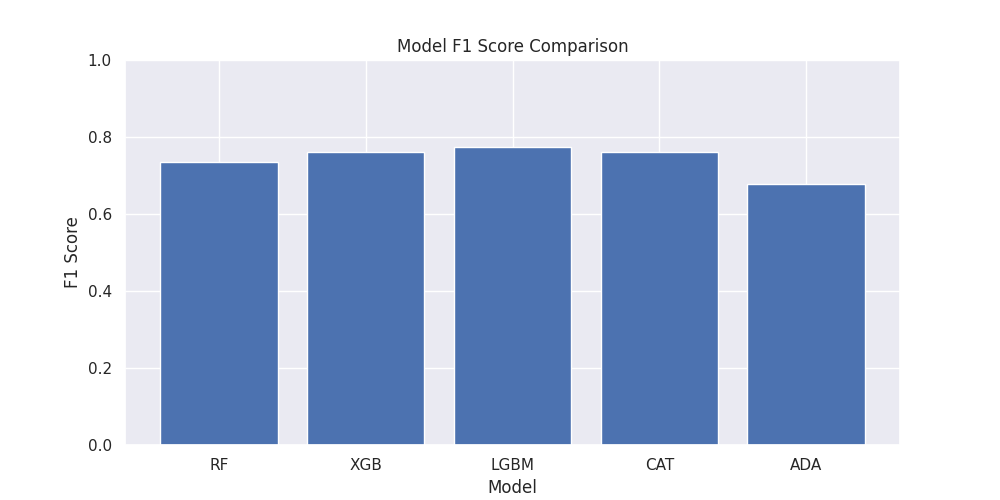 Model F1 Score Comparison
1.0
0.8
0.6
0.4
0.2
0.0
F1 Score
RF XGB LGBM CAT ADA
Model